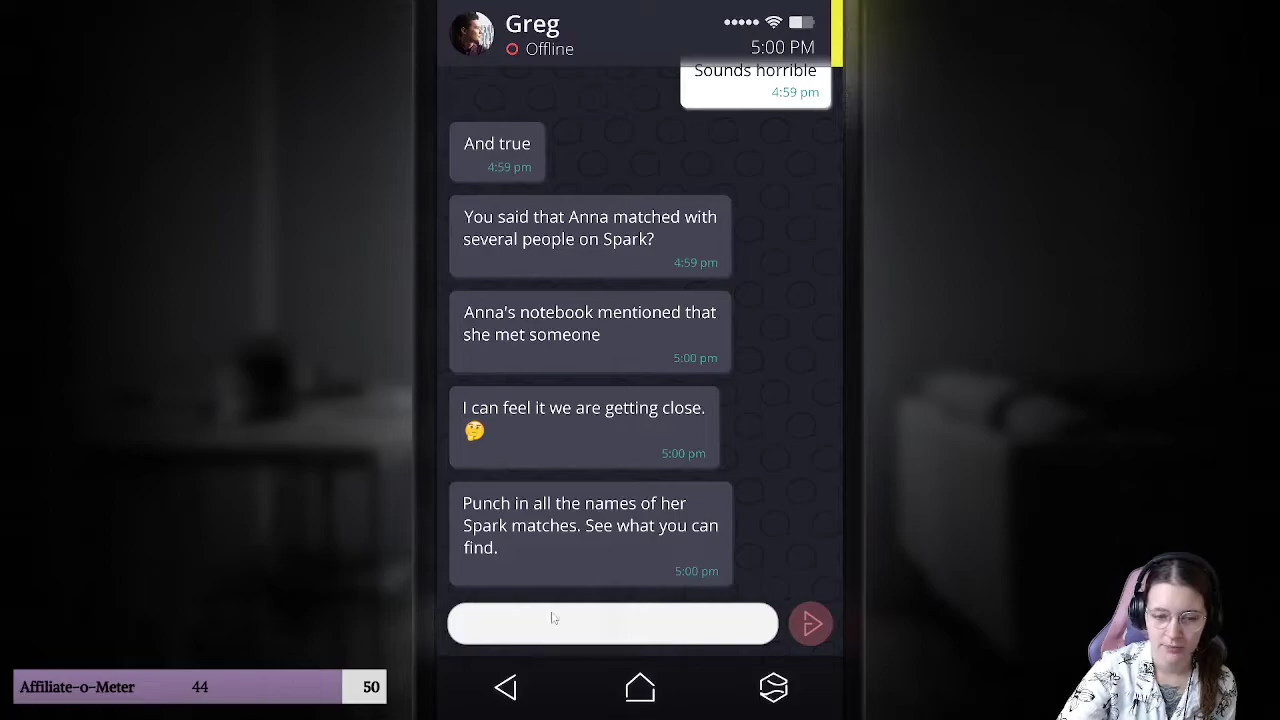 Greg
Offline
5:00 PM
Sounds horrible
4:59 pm
And true
4:59 pm
You said that Anna matched with
several people on Spark?
4:59 pm
Anna's notebook mentioned that
she met someone
5:00 pm
I can feel it we are getting close.
🤔
5:00 pm
Punch in all the names of her
Spark matches. See what you can
find.
5:00 pm
Affiliate-o-Meter 44 50